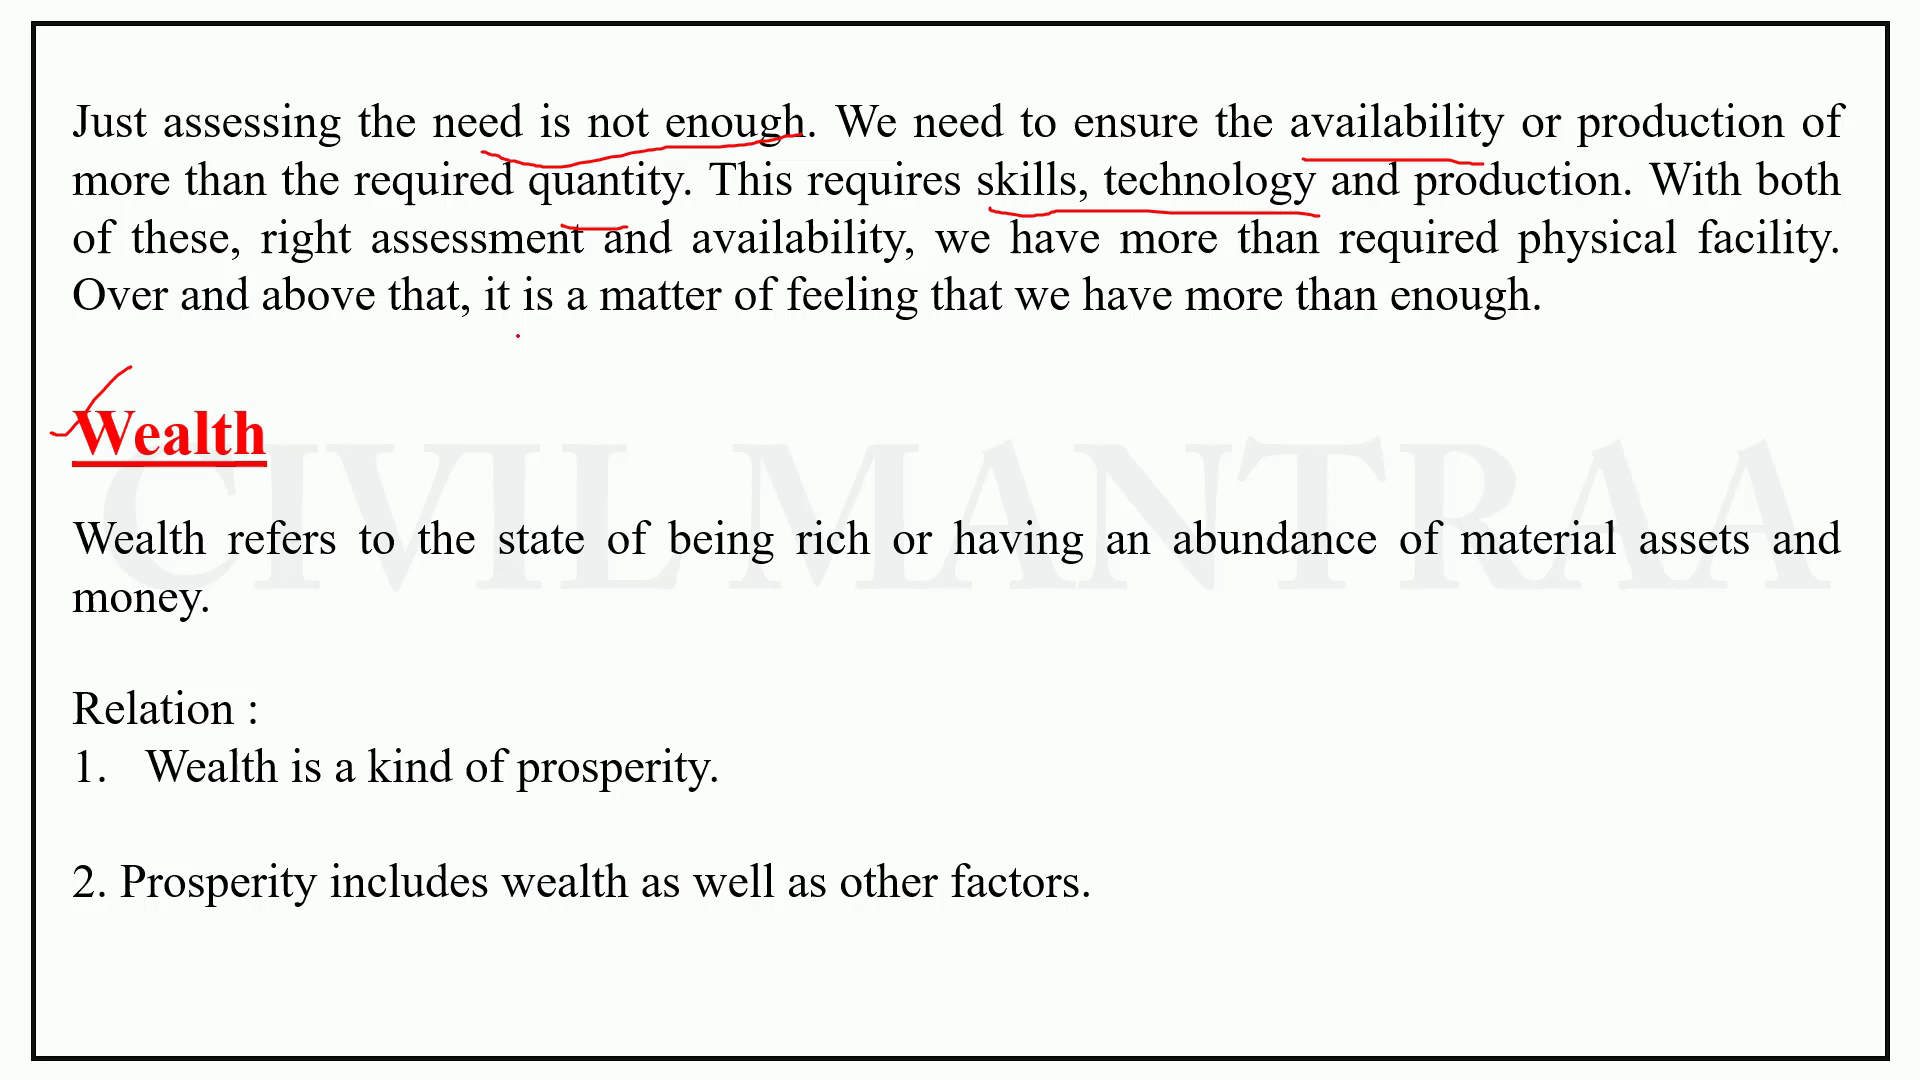 Just assessing the need is not enough. We need to ensure the availability or production of
more than the required quantity. This requires skills, technology and production. With both
of these, right assessment and availability, we have more than required physical facility.
Over and above that, it is a matter of feeling that we have more than enough.
Wealth
CIVIL MANTRAA
Wealth refers to the state of being rich or having an abundance of material assets and
money.
Relation :
1. Wealth is a kind of prosperity.
2. Prosperity includes wealth as well as other factors.